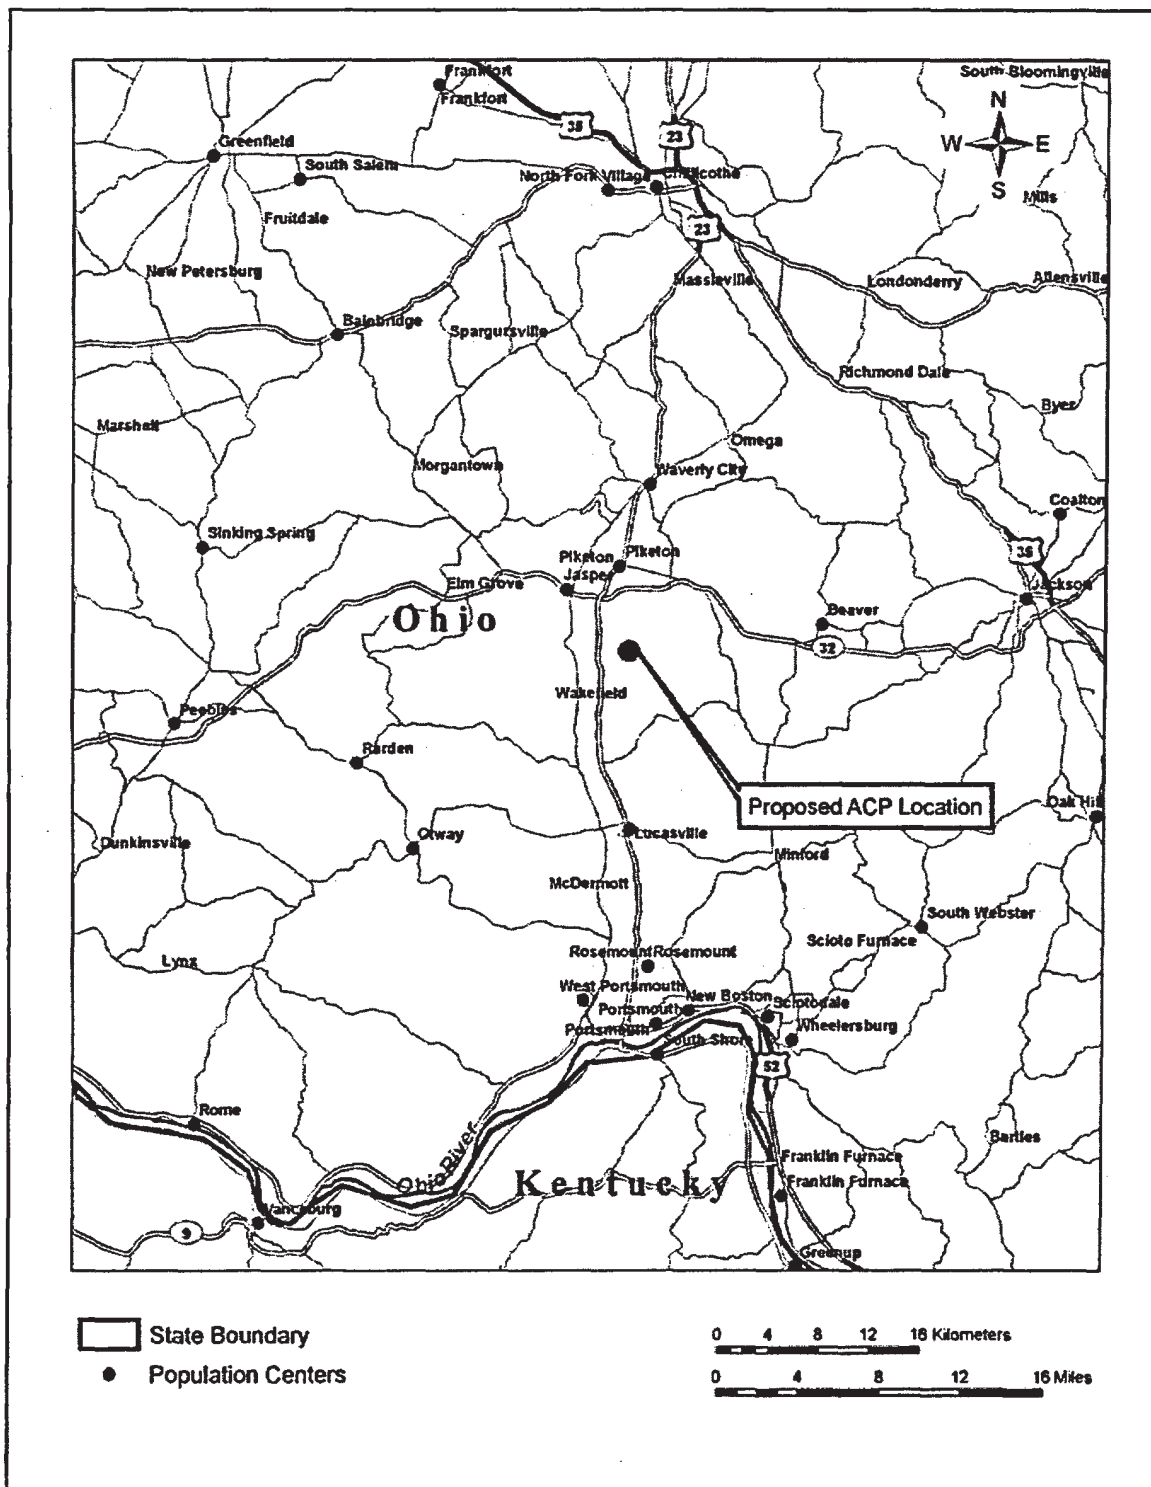 Frankfort
South Bloomingville
Frankfort
N
35
23
W
E
Greenfield
South Salem
North Fork Village
Chillicothe
S
Mills
Fruitdale
23
New Petersburg
Massieville
Londonderry
Allensville
Bainbridge
Spargursville
Richmond Dale
Byer
Marshall
Omega
Morgantown
Waverly City
Coalton
Sinking Spring
Piketon
Piketon
35
Jasper
Elm Grove
Jackson
Ohio
Beaver
32
Wakefield
Peebles
Rarden
Proposed ACP Location
Oak Hill
Lucasville
Otway
Dunkinsville
Minford
McDermott
South Webster
Scioto Furnace
Rosemount
Rosemount
Lynx
West Portsmouth
New Boston
Sciotodale
Portsmouth
Portsmouth
Wheelersburg
South Shore
52
Rome
Bartles
Ohio River
Franklin Furnace
Kentucky
Franklin Furnace
Vanceburg
9
Greenup
State Boundary
0 4 8 12 16 Kilometers
Population Centers
0 4 8 12 16 Miles